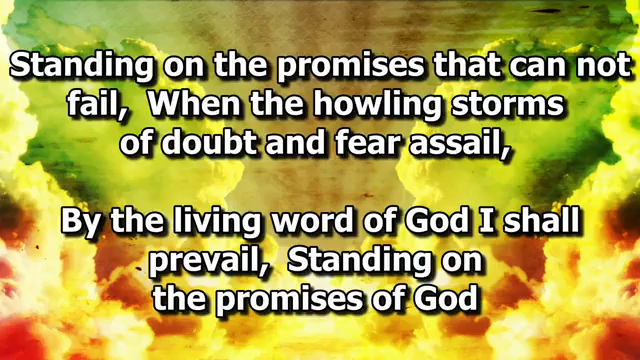 Standing on the promises that can not
fail,  When the howling storms
of doubt and fear assail,
By the living word of God I shall
prevail,  Standing on
the promises of God